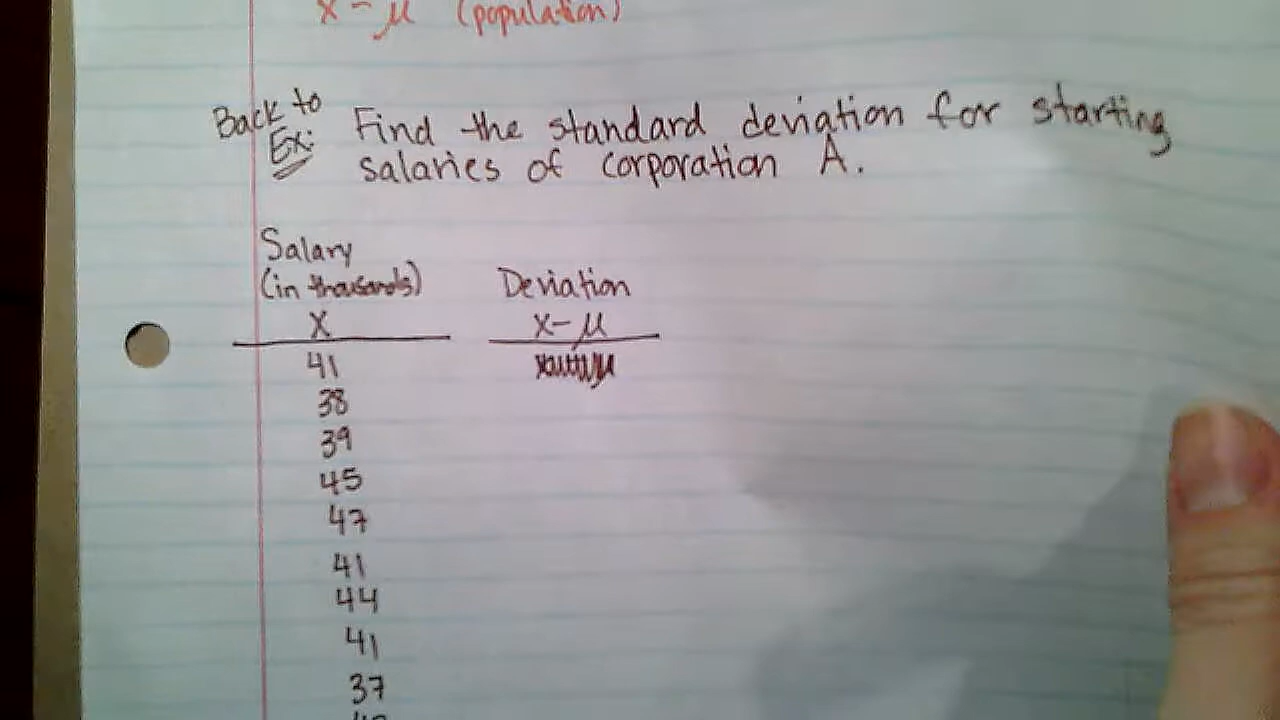 x - μ (population)
Back to
Ex:
Find the standard deviation for starting
salaries of corporation A.
Salary
(in thousands)
Deviation
x
x-μ
41
38
39
45
47
41
44
41
37